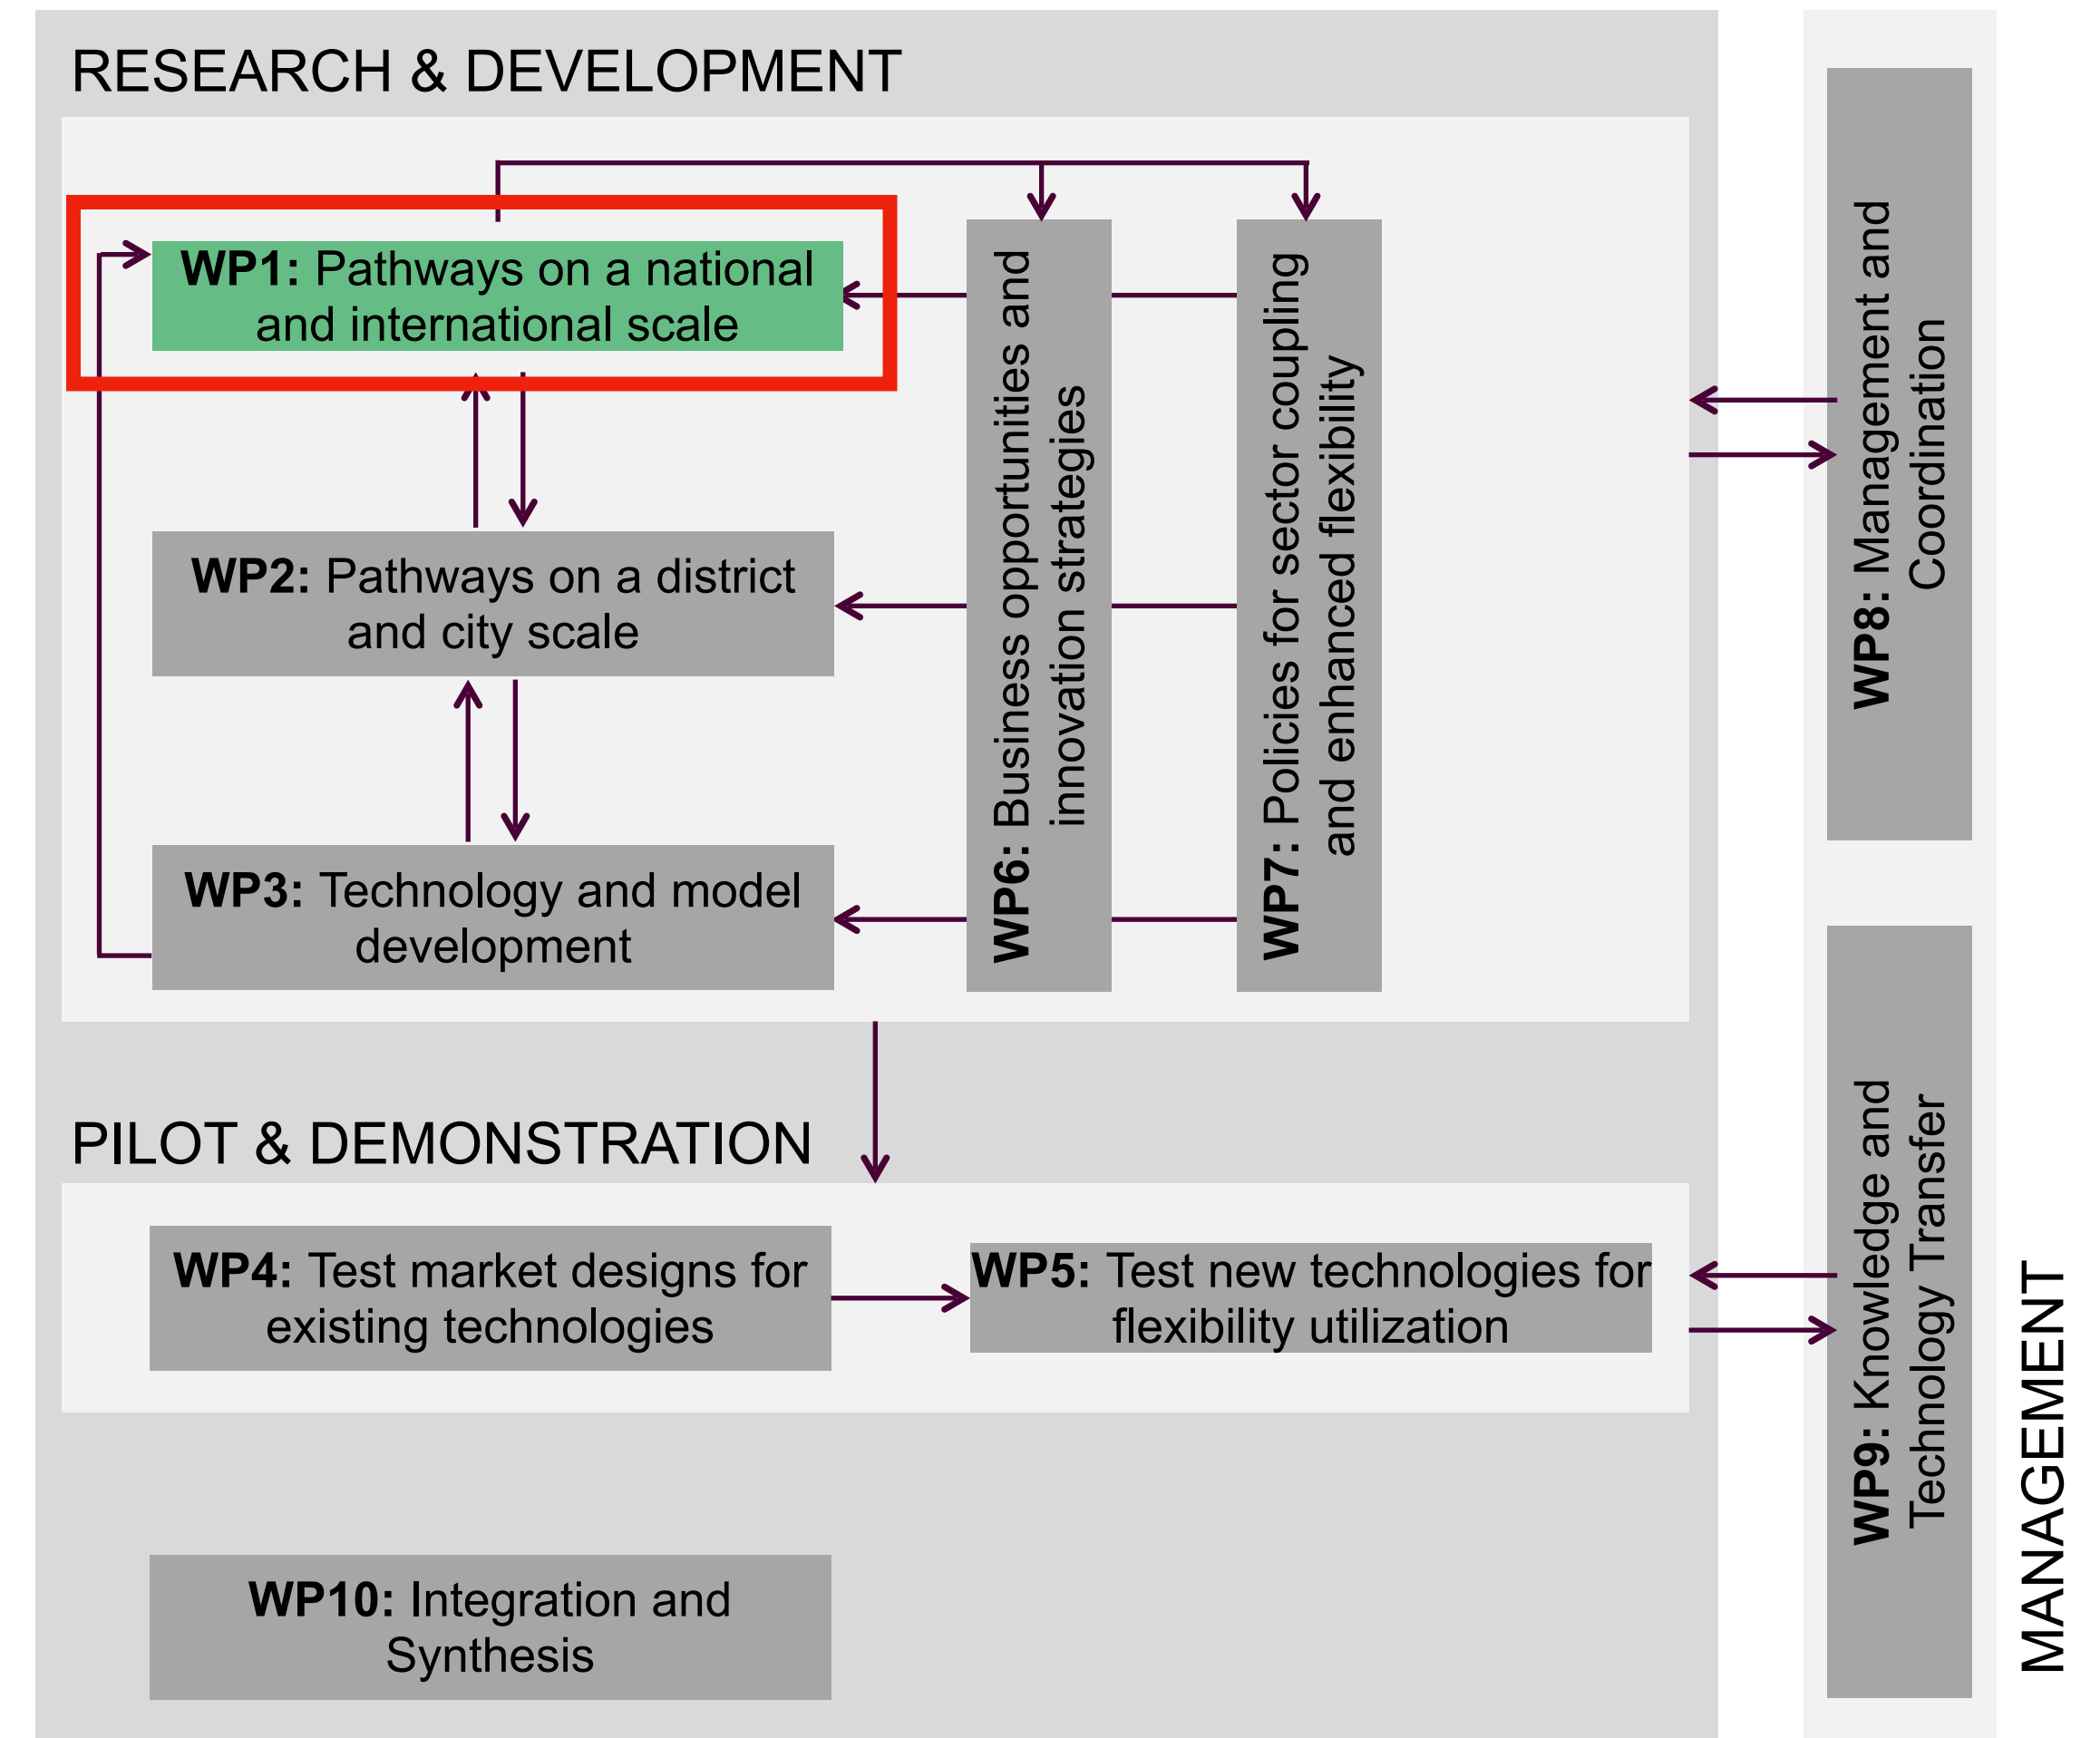 RESEARCH & DEVELOPMENT
WP1: Pathways on a national
and international scale
WP2: Pathways on a district
and city scale
WP3: Technology and model
development
WP6: Business opportunities and
innovation strategies
WP7: Policies for sector coupling
and enhanced flexibility
PILOT & DEMONSTRATION
WP4: Test market designs for
existing technologies
WP5: Test new technologies for
flexibility utilization
WP10: Integration and
Synthesis
WP8: Management and
Coordination
WP9: Knowledge and
Technology Transfer
MANAGEMENT